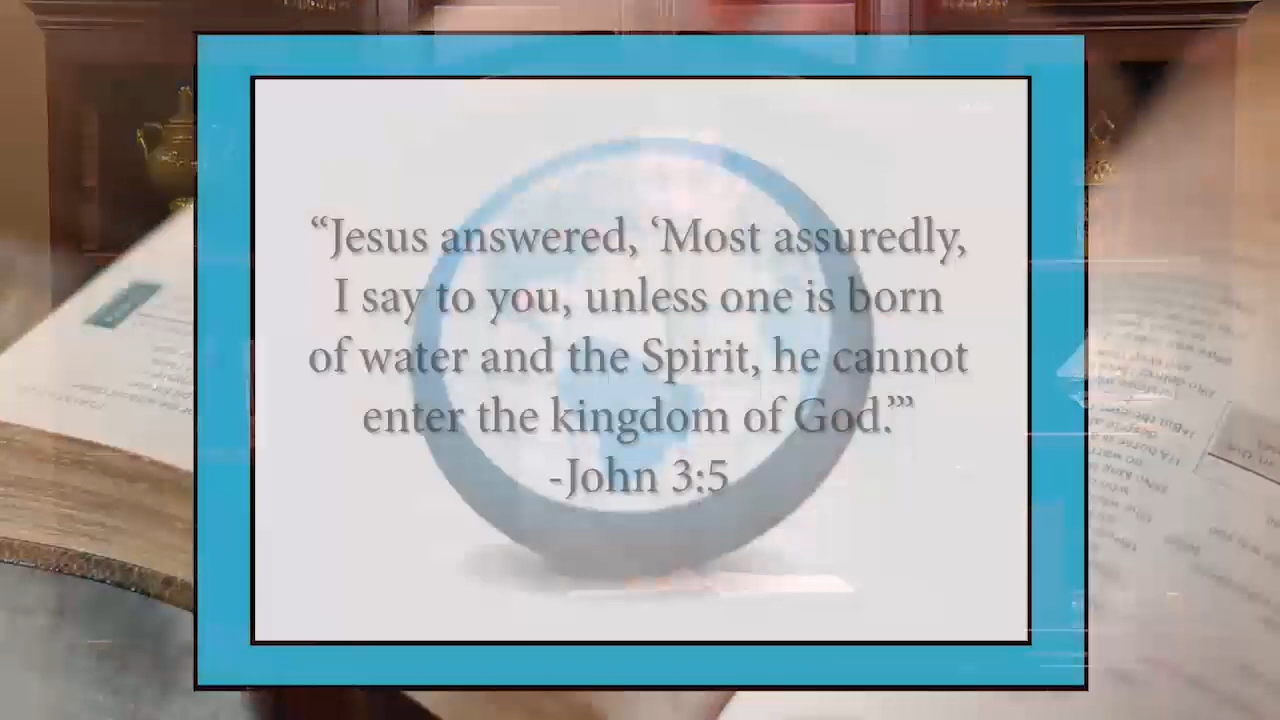 “Jesus answered, ‘Most assuredly,
I say to you, unless one is born
of water and the Spirit, he cannot
enter the kingdom of God.’”
-John 3:5